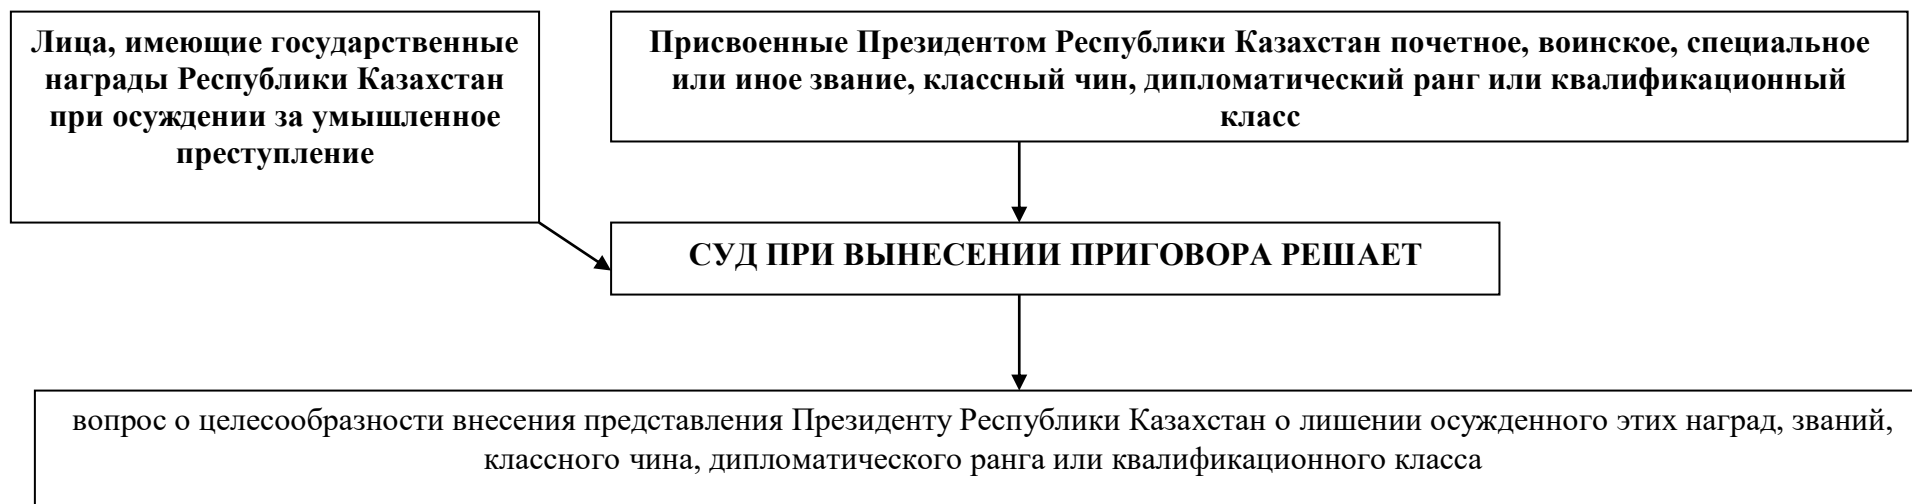 Лица, имеющие государственные
награды Республики Казахстан
при осуждении за умышленное
преступление
Присвоенные Президентом Республики Казахстан почетное, воинское, специальное
или иное звание, классный чин, дипломатический ранг или квалификационный
класс
СУД ПРИ ВЫНЕСЕНИИ ПРИГОВОРА РЕШАЕТ
вопрос о целесообразности внесения представления Президенту Республики Казахстан о лишении осужденного этих наград, званий,
классного чина, дипломатического ранга или квалификационного класса